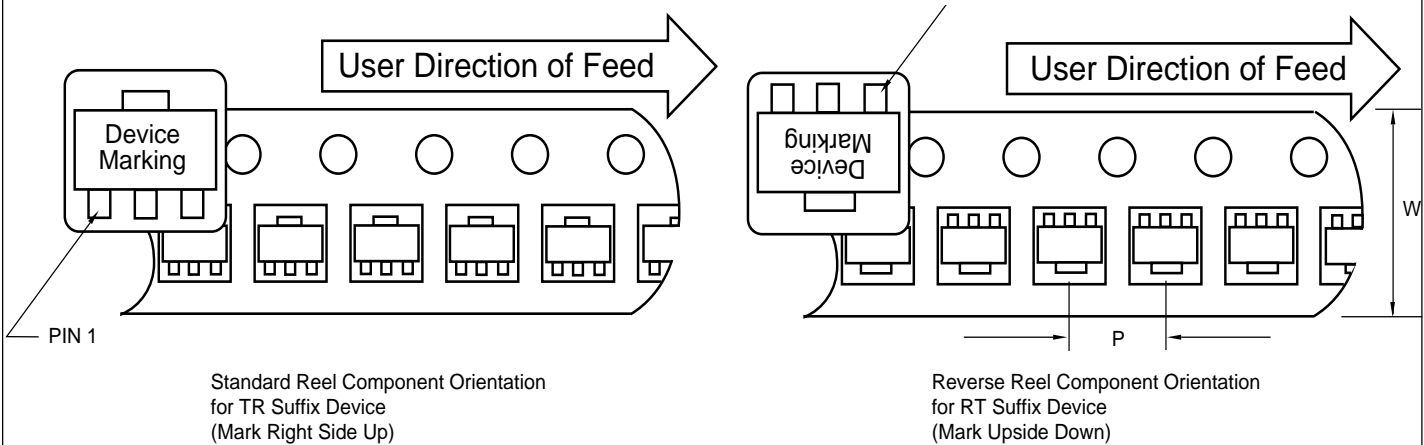 User Direction of Feed
Device
Marking
PIN 1
Standard Reel Component Orientation
for TR Suffix Device
(Mark Right Side Up)
User Direction of Feed
Device
Marking
W
P
Reverse Reel Component Orientation
for RT Suffix Device
(Mark Upside Down)